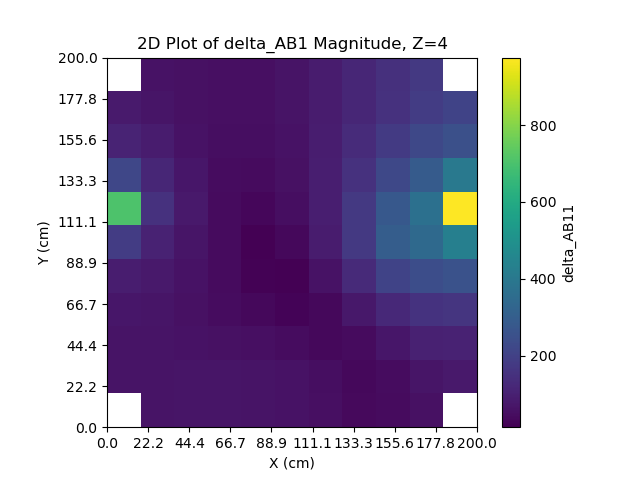 2D Plot of delta_AB1 Magnitude, Z=4
200.0
177.8
155.6
133.3
111.1
88.9
66.7
44.4
22.2
0.0
Y (cm)
0.0 22.2 44.4 66.7 88.9 111.1 133.3 155.6 177.8 200.0
X (cm)
800
600
400
200
delta_AB11